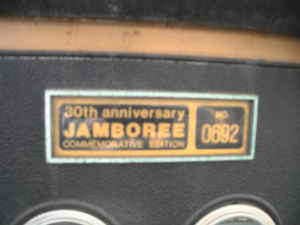 30th anniversary
JAMBOREE
COMMEMORATIVE EDITION
NO.
0692